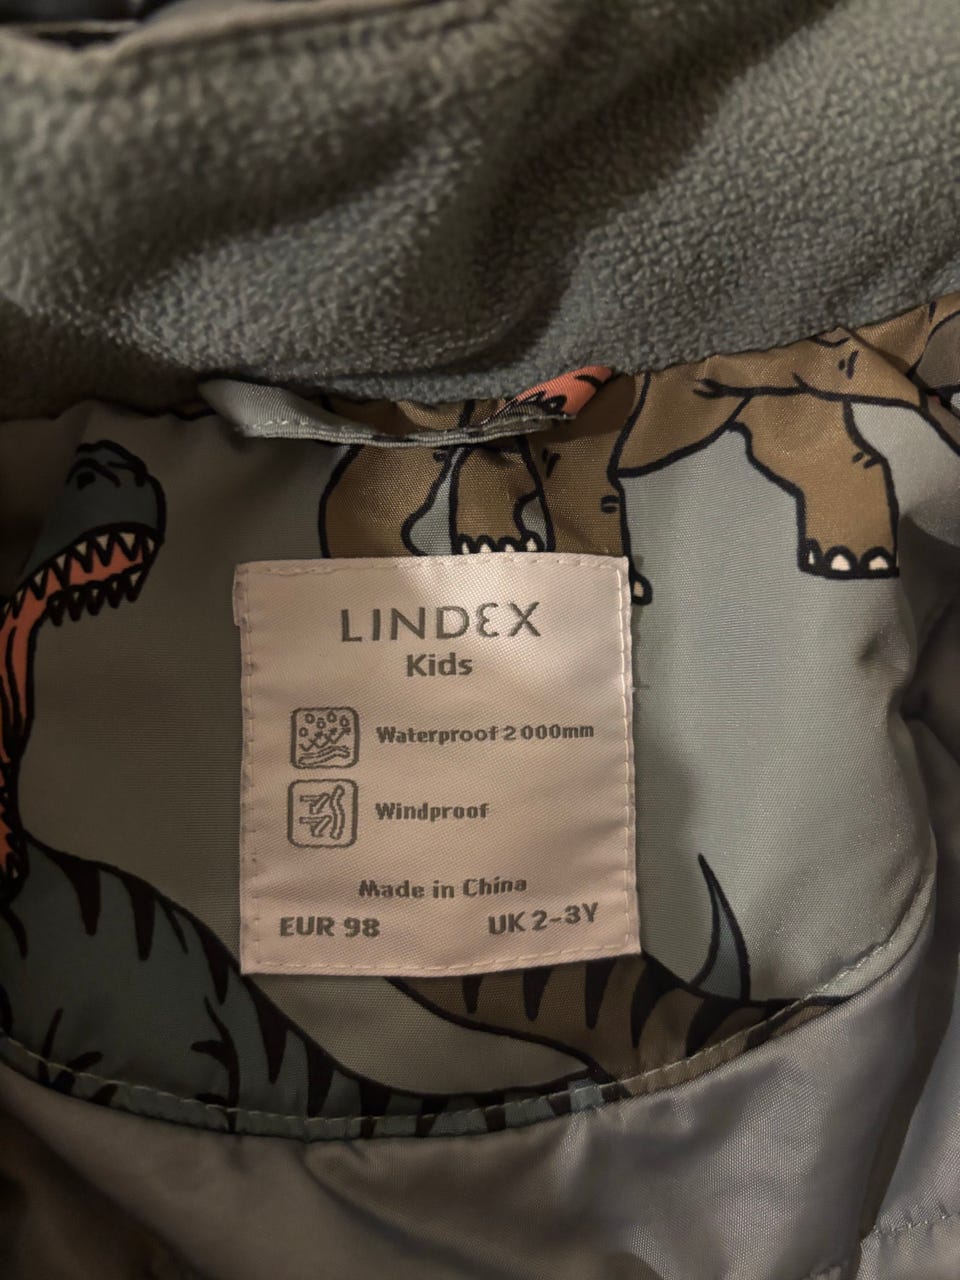 LINDEX
Kids
Waterproof 2 000mm
Windproof
Made in China
EUR 98 UK 2-3Y